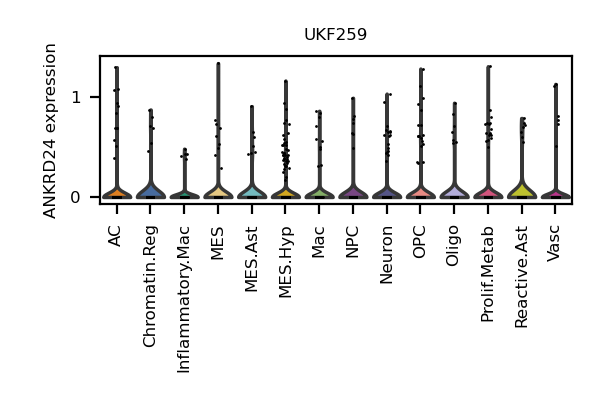 UKF259
ANKRD24 expression
1
0
AC
Chromatin.Reg
Inflammatory.Mac
MES
MES.Ast
MES.Hyp
Mac
NPC
Neuron
OPC
Oligo
Prolif.Metab
Reactive.Ast
Vasc